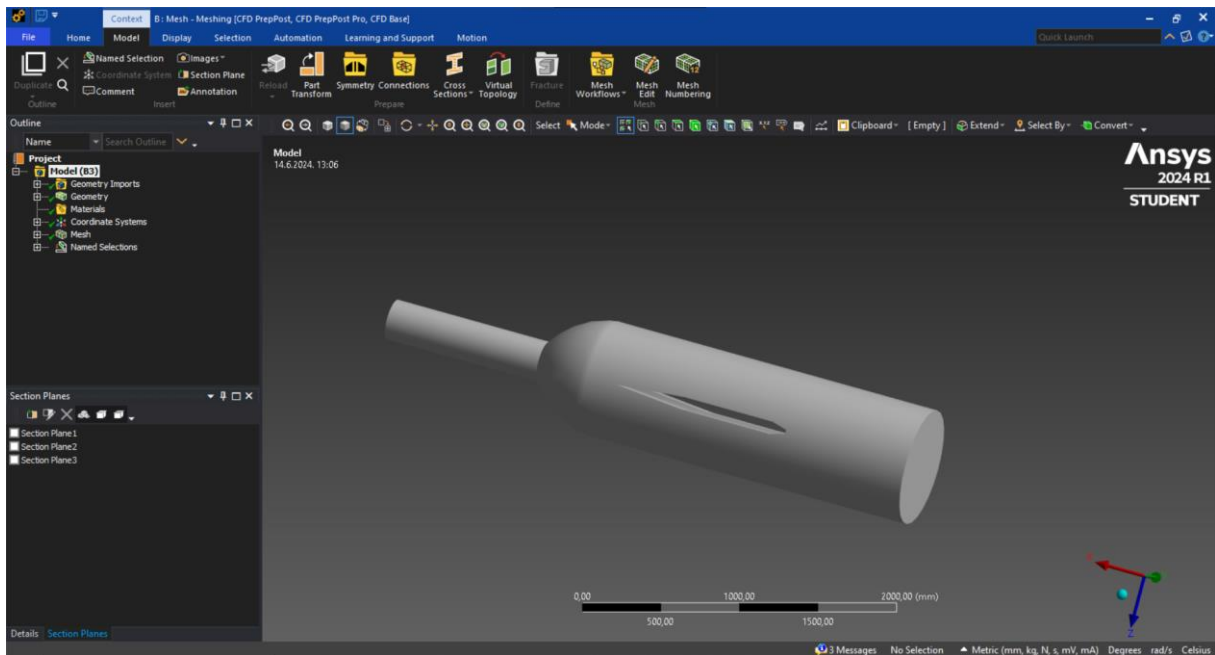 Context B : Mesh - Meshing [CFD PrepPost, CFD PrepPost Pro, CFD Base]
File Home Model Display Selection Automation Learning and Support Motion Quick Launch
Duplicate
Outline
Named Selection Images
Coordinate System Section Plane
Comment Annotation
Insert
Reload Part Transform Symmetry Connections Cross Sections Virtual Topology
Prepare
Fracture
Define
Mesh Workflows Mesh Edit Mesh Numbering
Mesh
Outline
Name Search Outline
Select Mode Clipboard [Empty] Extend Select By Convert
Project
Model (B3)
Geometry Imports
Geometry
Materials
Coordinate Systems
Mesh
Named Selections
Model
14.6.2024. 13:06
Ansys
2024 R1
STUDENT
Section Planes
Section Plane1
Section Plane2
Section Plane3
0,00 1000,00 2000,00 (mm)
500,00 1500,00
X
Z
Details Section Planes
3 Messages No Selection Metric (mm, kg, N, s, mV, mA) Degrees rad/s Celsius